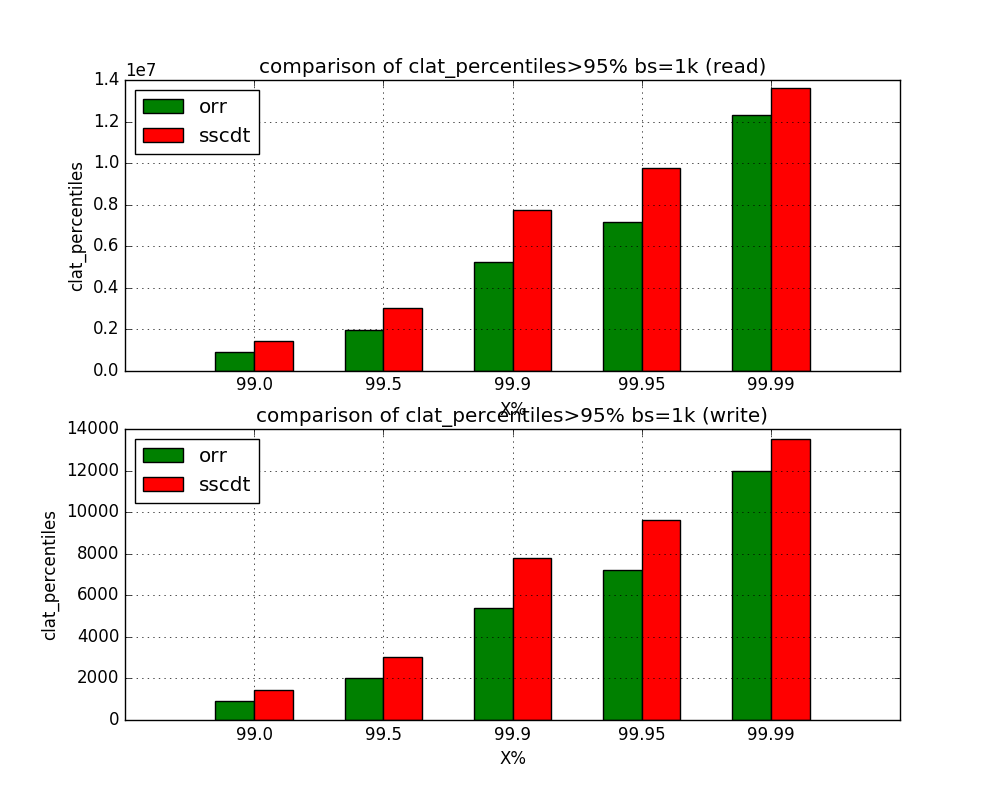 comparison of clat_percentiles>95% bs=1k (read)
1e7
1.4
1.2
1.0
0.8
0.6
0.4
0.2
0.0
clat_percentiles
orr
sscdt
99.0 99.5 99.9 99.95 99.99
X%
comparison of clat_percentiles>95% bs=1k (write)
14000
12000
10000
8000
6000
4000
2000
0
clat_percentiles
orr
sscdt
99.0 99.5 99.9 99.95 99.99
X%